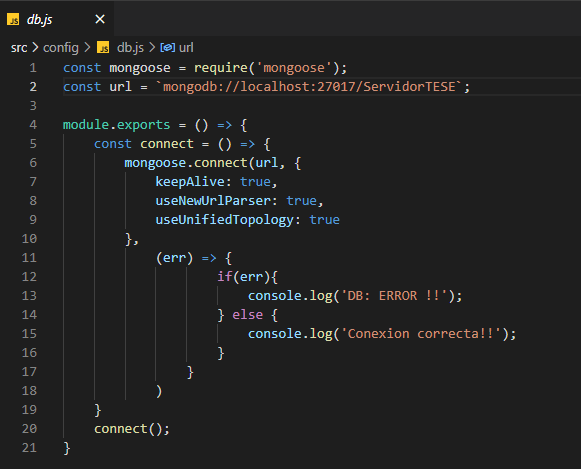 JS db.js ×
src > config > JS db.js > url
1 const mongoose = require('mongoose');
2 const url = `mongodb://localhost:27017/ServidorTESE`;
3
4 module.exports = () => {
5     const connect = () => {
6         mongoose.connect(url, {
7             keepAlive: true,
8             useNewUrlParser: true,
9             useUnifiedTopology: true
10         },
11             (err) => {
12                     if(err){
13                         console.log('DB: ERROR !!');
14                     } else {
15                         console.log('Conexion correcta!!');
16                     }
17                 }
18             )
19     }
20     connect();
21 }